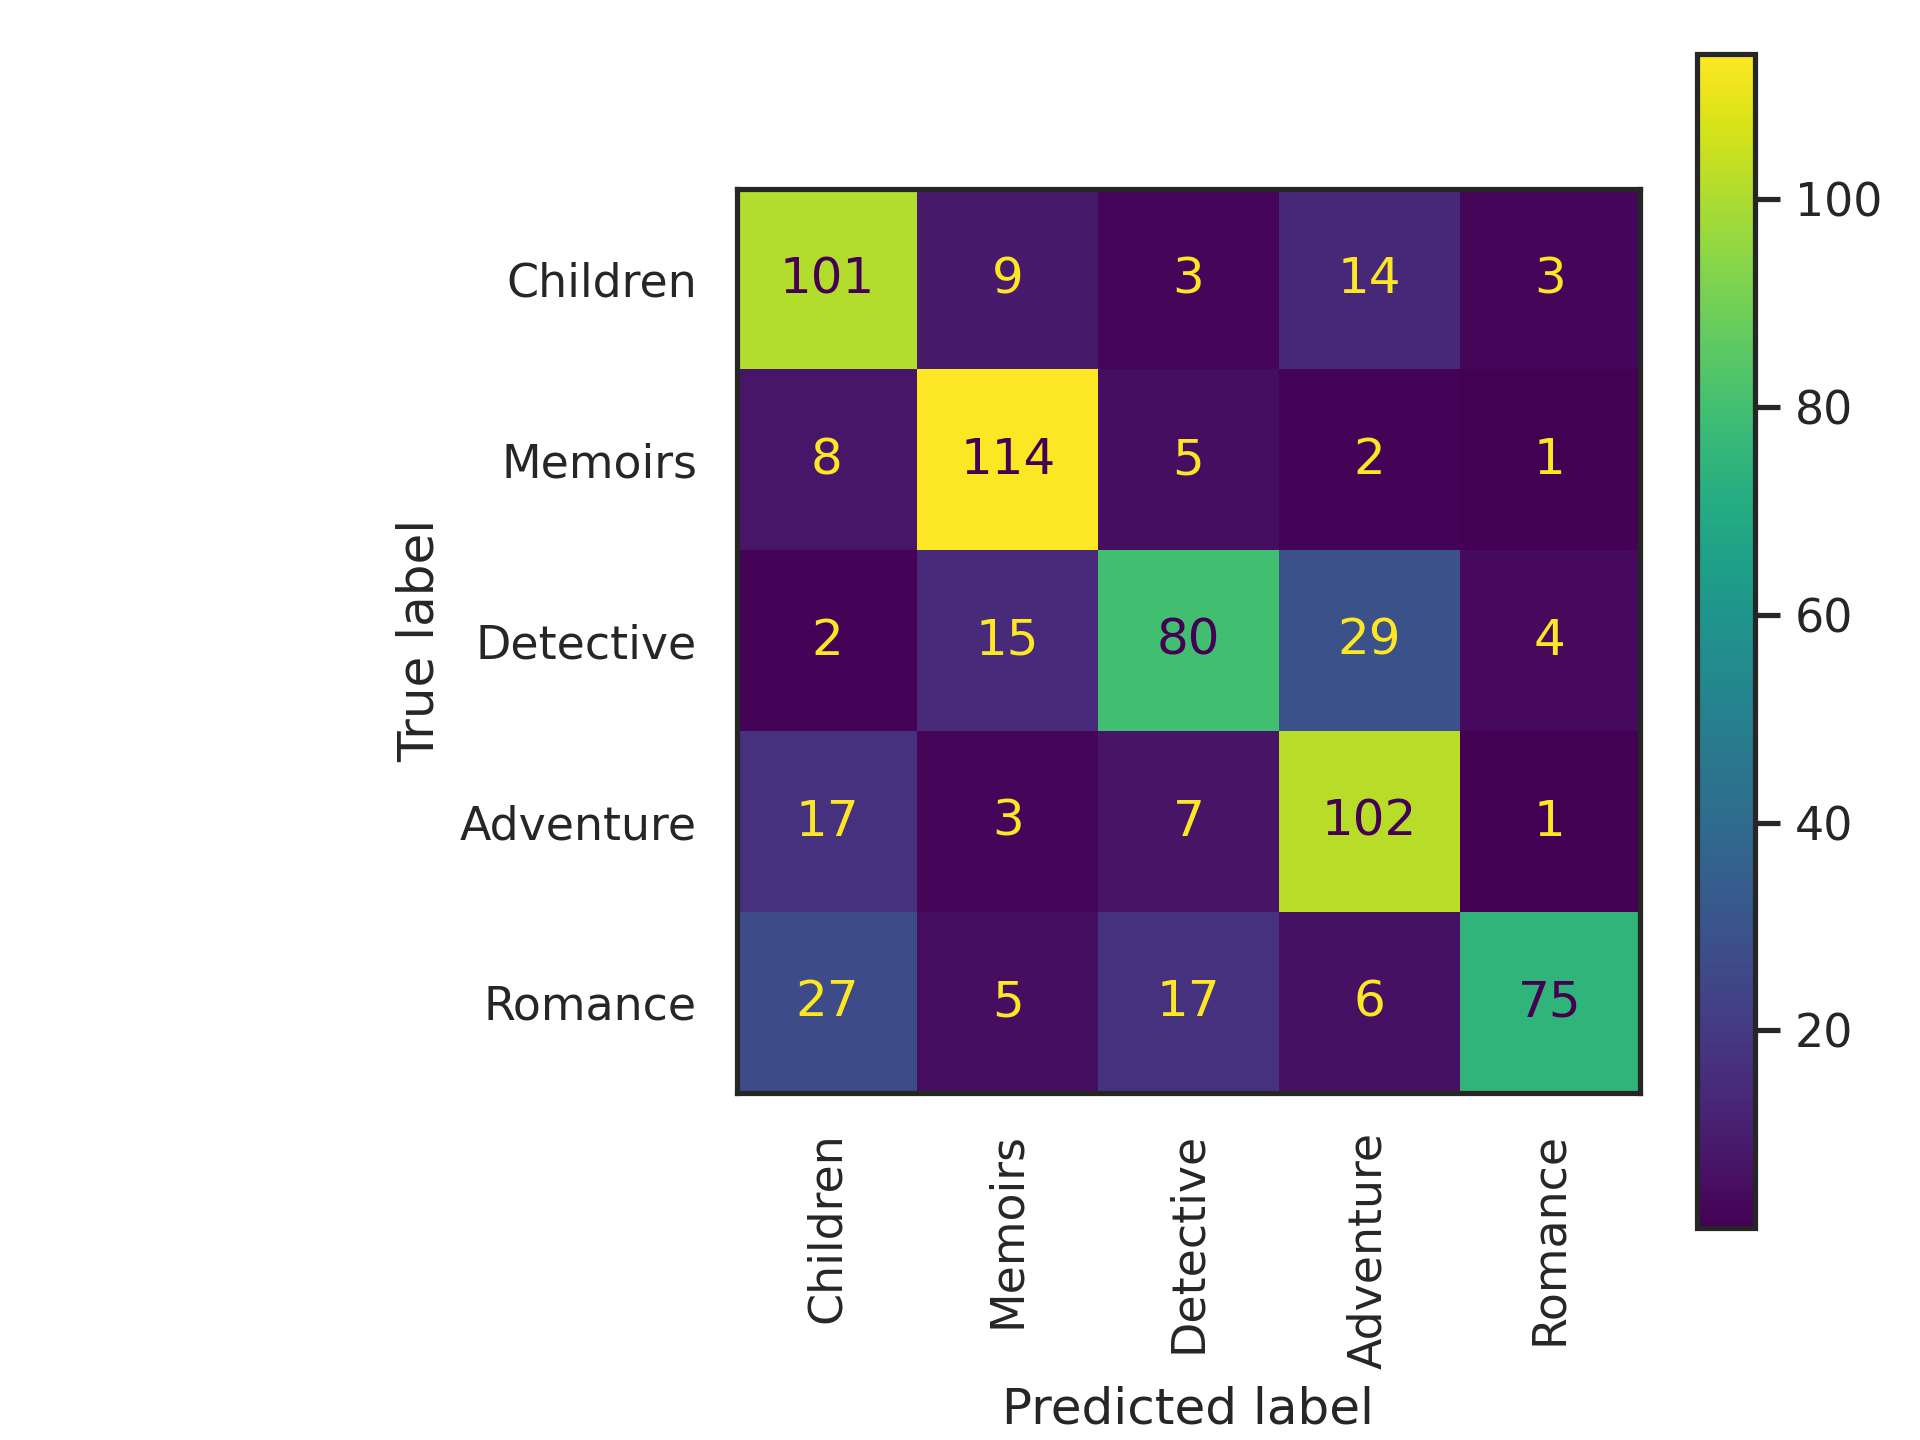 100
Children 101 9 3 14 3
80
Memoirs 8 114 5 2 1
60
Detective 2 15 80 29 4
40
Adventure 17 3 7 102 1
20
Romance 27 5 17 6 75
True label
Children Memoirs Detective Adventure Romance
Predicted label